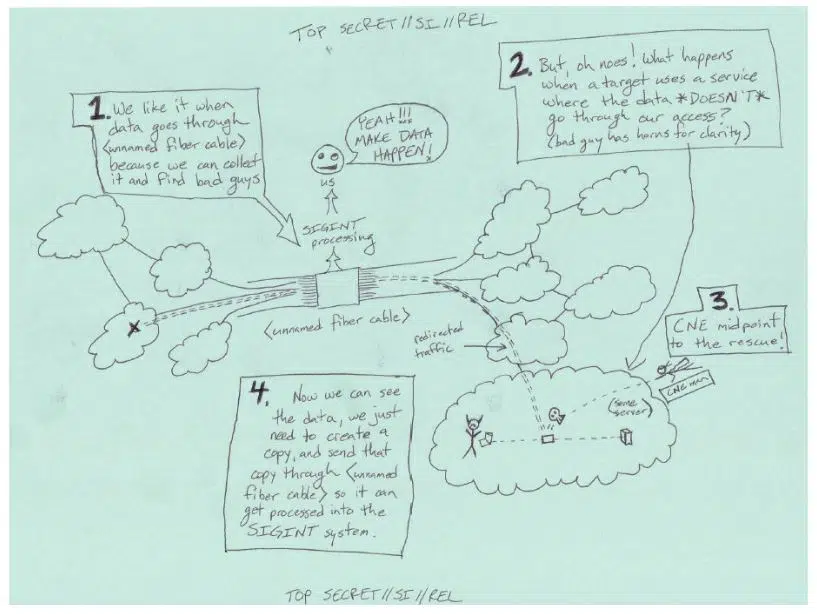 TOP SECRET//SI//REL
1. We like it when
data goes through
<unnamed fiber cable>
because we can collect
it and find bad guys
YEAH!!!
MAKE DATA
HAPPEN!
us
SIGINT
processing
2. But, oh noes! What happens
when a target uses a service
where the data *DOESN'T*
go through our access?
(bad guy has horns for clarity)
<unnamed fiber cable>
redirected
traffic
3.
CNE midpoint
to the rescue!
CNE man
(some
server)
4. Now we can see
the data, we just
need to create a
copy, and send that
copy through <unnamed
fiber cable> so it can
get processed into the
SIGINT system.
TOP SECRET//SI//REL